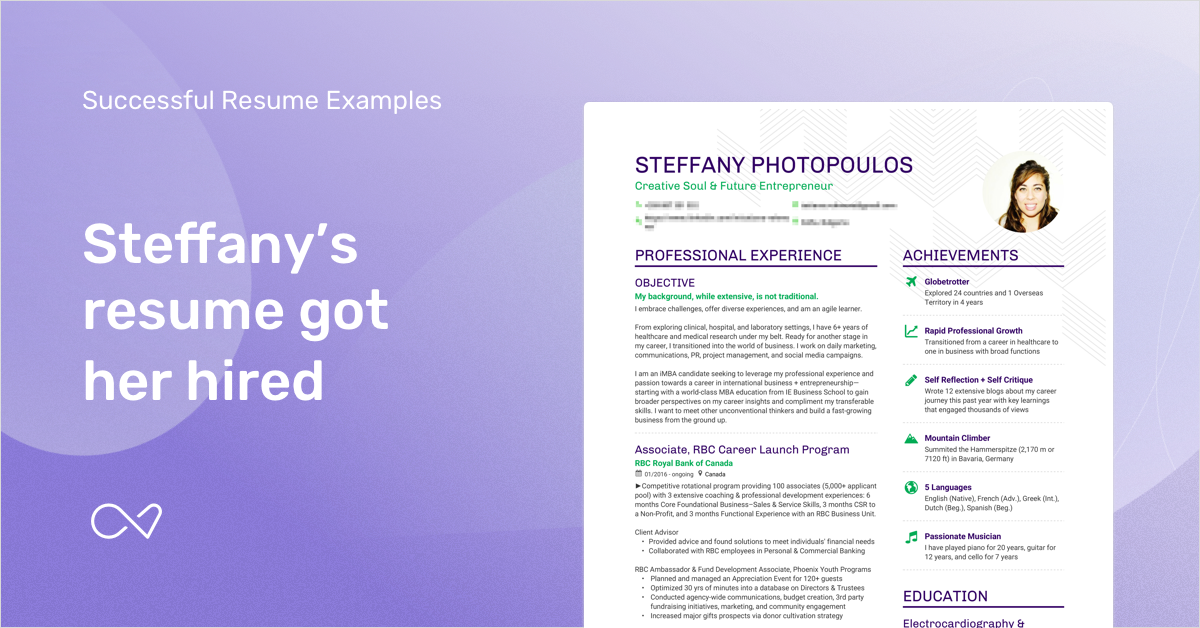 Successful Resume Examples
Steffany’s
resume got
her hired
STEFFANY PHOTOPOULOS
Creative Soul & Future Entrepreneur
PROFESSIONAL EXPERIENCE
OBJECTIVE
My background, while extensive, is not traditional.
I embrace challenges, offer diverse experiences, and am an agile learner.
From exploring clinical, hospital, and laboratory settings, I have 6+ years of
healthcare and medical research under my belt. Ready for another stage in
my career, I transitioned into the world of business. I work on daily marketing,
communications, PR, project management, and social media campaigns.
I am an iMBA candidate seeking to leverage my professional experience and
passion towards a career in international business + entrepreneurship—
starting with a world-class MBA education from IE Business School to gain
broader perspectives on my career insights and compliment my transferable
skills. I want to meet other unconventional thinkers and build a fast-growing
business from the ground up.
Associate, RBC Career Launch Program
RBC Royal Bank of Canada
01/2016 - ongoing Canada
►Competitive rotational program providing 100 associates (5,000+ applicant
pool) with 3 extensive coaching & professional development experiences: 6
months Core Foundational Business–Sales & Service Skills, 3 months CSR to
a Non-Profit, and 3 months Functional Experience with an RBC Business Unit.
Client Advisor
• Provided advice and found solutions to meet individuals' financial needs
• Collaborated with RBC employees in Personal & Commercial Banking
RBC Ambassador & Fund Development Associate, Phoenix Youth Programs
• Planned and managed an Appreciation Event for 120+ guests
• Optimized 30 yrs of minutes into a database on Directors & Trustees
• Conducted agency-wide communications, budget creation, 3rd party
fundraising initiatives, marketing, and community engagement
• Increased major gifts prospects via donor cultivation strategy
ACHIEVEMENTS
Globetrotter
Explored 24 countries and 1 Overseas
Territory in 4 years
Rapid Professional Growth
Transitioned from a career in healthcare to
one in business with broad functions
Self Reflection + Self Critique
Wrote 12 extensive blogs about my career
journey this past year with key learnings
that engaged thousands of views
Mountain Climber
Summited the Hammerspitze (2,170 m or
7120 ft) in Bavaria, Germany
5 Languages
English (Native), French (Adv.), Greek (Int.),
Dutch (Beg.), Spanish (Beg.)
Passionate Musician
I have played piano for 20 years, guitar for
12 years, and cello for 7 years
EDUCATION
Electrocardiography &